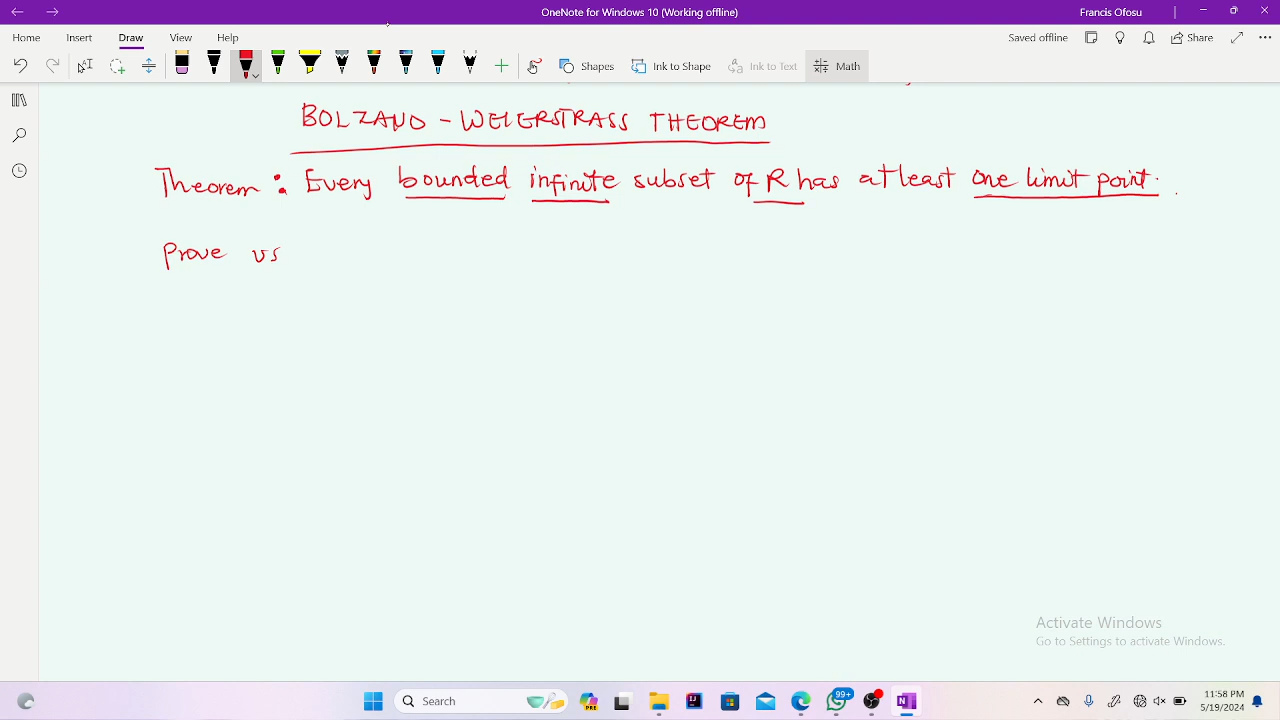 OneNote for Windows 10 (Working offline)
Francis Ofosu
Home Insert Draw View Help
Saved offline
Share
Shapes
Ink to Shape
Ink to Text
Math
BOLZANO - WEIERSTRASS THEOREM
Theorem : Every bounded infinite subset of R has atleast one limit point.
Prove us
Activate Windows
Go to Settings to activate Windows.
Search
PRE
99+
11:58 PM
5/19/2024